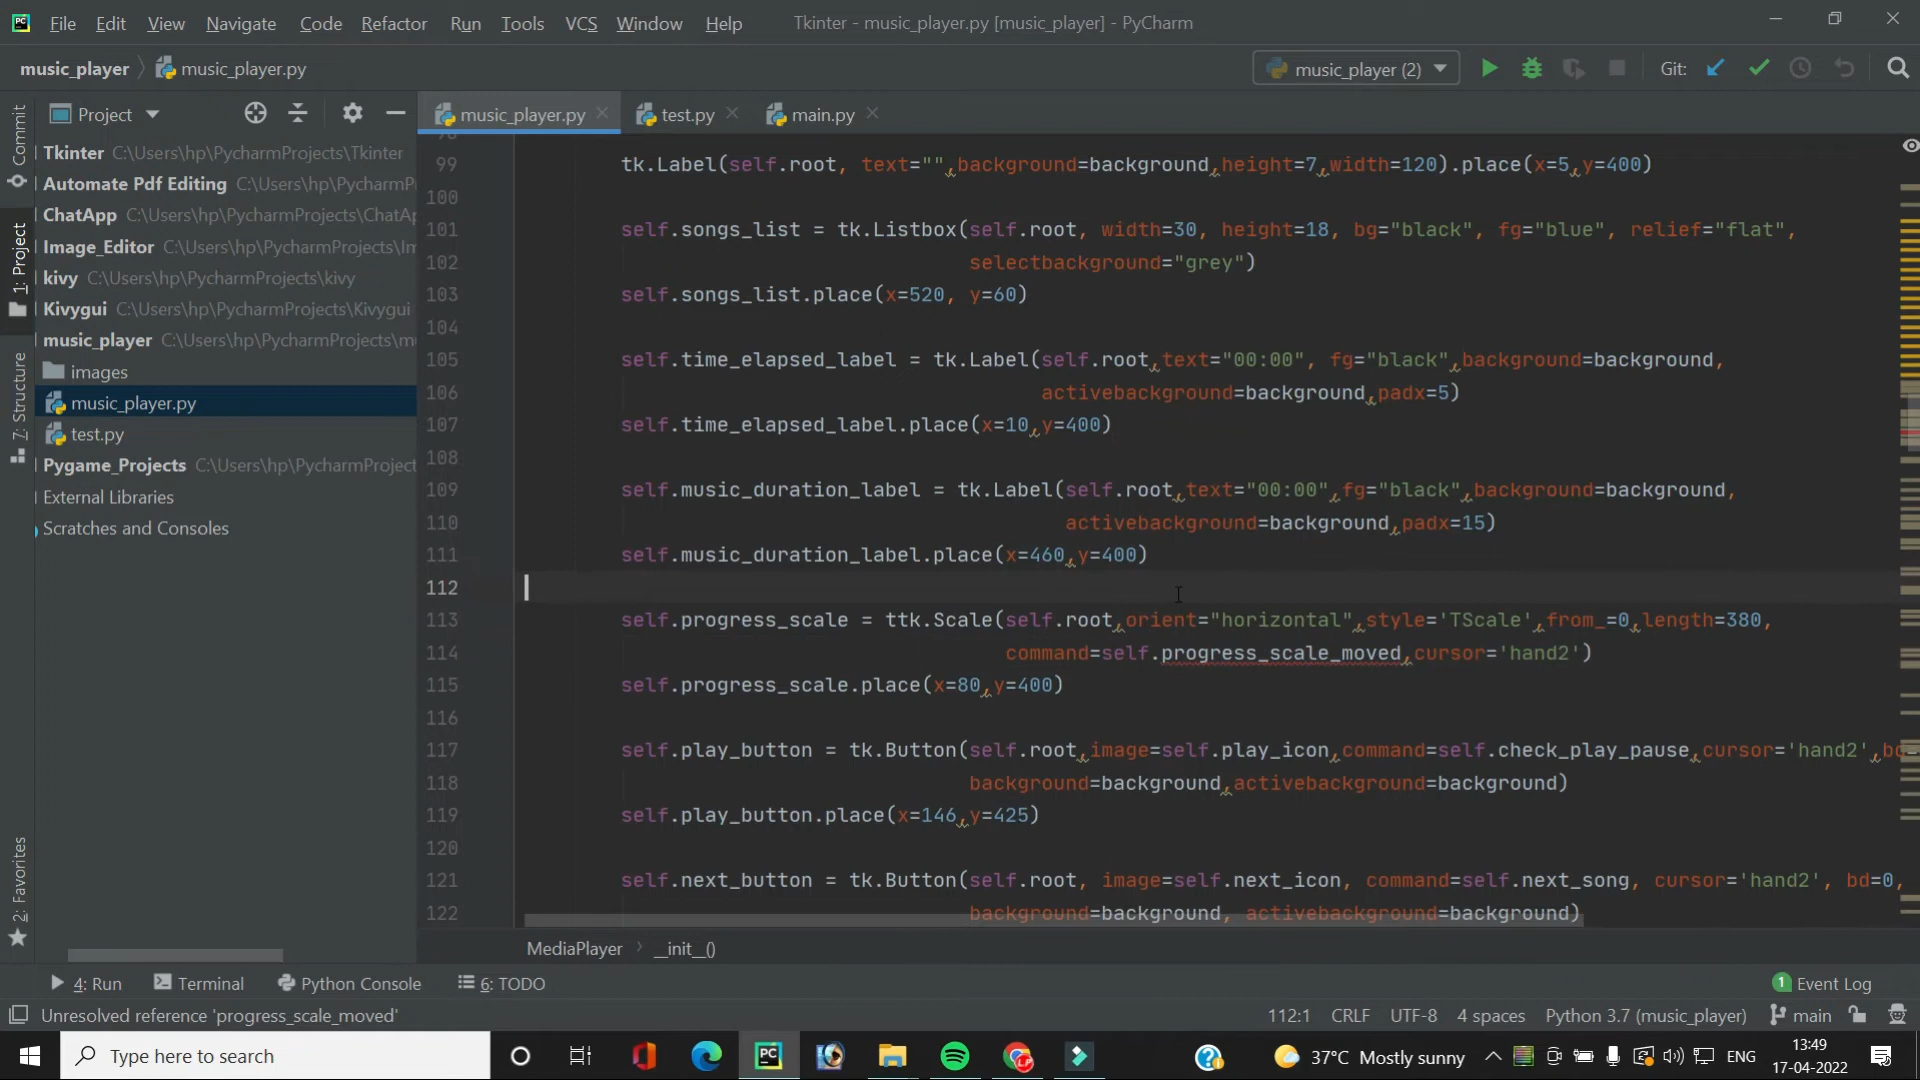 File Edit View Navigate Code Refactor Run Tools VCS Window Help Tkinter - music_player.py [music_player] - PyCharm
music_player music_player.py music_player (2) Git:
Project music_player.py test.py main.py
Commit
1: Project
7: Structure
2: Favorites
Tkinter C:\Users\hp\PycharmProjects\Tkinter
Automate Pdf Editing C:\Users\hp\PycharmP
ChatApp C:\Users\hp\PycharmProjects\ChatAp
Image_Editor C:\Users\hp\PycharmProjects\Im
kivy C:\Users\hp\PycharmProjects\kivy
Kivygui C:\Users\hp\PycharmProjects\Kivygui
music_player C:\Users\hp\PycharmProjects\mu
images
music_player.py
test.py
Pygame_Projects C:\Users\hp\PycharmProject
External Libraries
Scratches and Consoles
99 tk.Label(self.root, text="",background=background,height=7,width=120).place(x=5,y=400)
100
101 self.songs_list = tk.Listbox(self.root, width=30, height=18, bg="black", fg="blue", relief="flat",
102 selectbackground="grey")
103 self.songs_list.place(x=520, y=60)
104
105 self.time_elapsed_label = tk.Label(self.root,text="00:00", fg="black",background=background,
106 activebackground=background,padx=5)
107 self.time_elapsed_label.place(x=10,y=400)
108
109 self.music_duration_label = tk.Label(self.root,text="00:00",fg="black",background=background,
110 activebackground=background,padx=15)
111 self.music_duration_label.place(x=460,y=400)
112
113 self.progress_scale = ttk.Scale(self.root,orient="horizontal",style='TScale',from_=0,length=380,
114 command=self.progress_scale_moved,cursor='hand2')
115 self.progress_scale.place(x=80,y=400)
116
117 self.play_button = tk.Button(self.root,image=self.play_icon,command=self.check_play_pause,cursor='hand2',bd=
118 background=background,activebackground=background)
119 self.play_button.place(x=146,y=425)
120
121 self.next_button = tk.Button(self.root, image=self.next_icon, command=self.next_song, cursor='hand2', bd=0,
122 background=background, activebackground=background)
MediaPlayer __init__()
4: Run Terminal Python Console 6: TODO 1 Event Log
Unresolved reference 'progress_scale_moved' 112:1 CRLF UTF-8 4 spaces Python 3.7 (music_player) main
Type here to search PC LP 37°C Mostly sunny ENG 13:49
17-04-2022